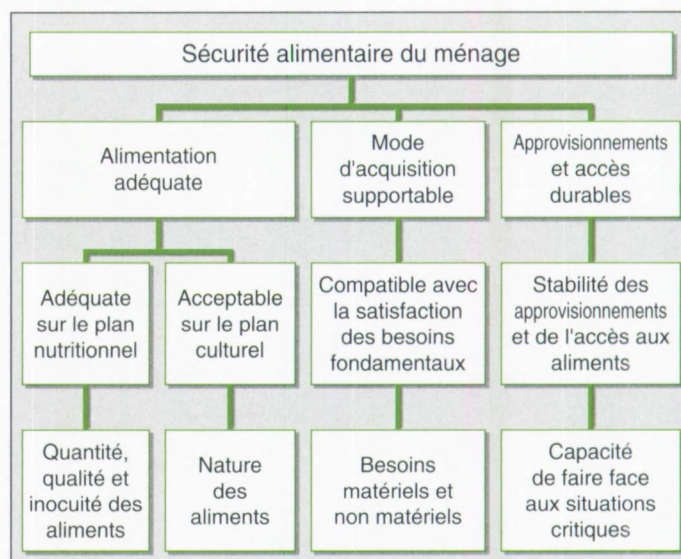 Sécurité alimentaire du ménage
Alimentation
adéquate
Mode
d'acquisition
supportable
Approvisionnements
et accès
durables
Adéquate
sur le plan
nutritionnel
Acceptable
sur le plan
culturel
Compatible avec
la satisfaction
des besoins
fondamentaux
Stabilité des
approvisionnements
et de l'accès aux
aliments
Quantité,
qualité et
inocuité des
aliments
Nature
des
aliments
Besoins
matériels et
non matériels
Capacité
de faire face
aux situations
critiques